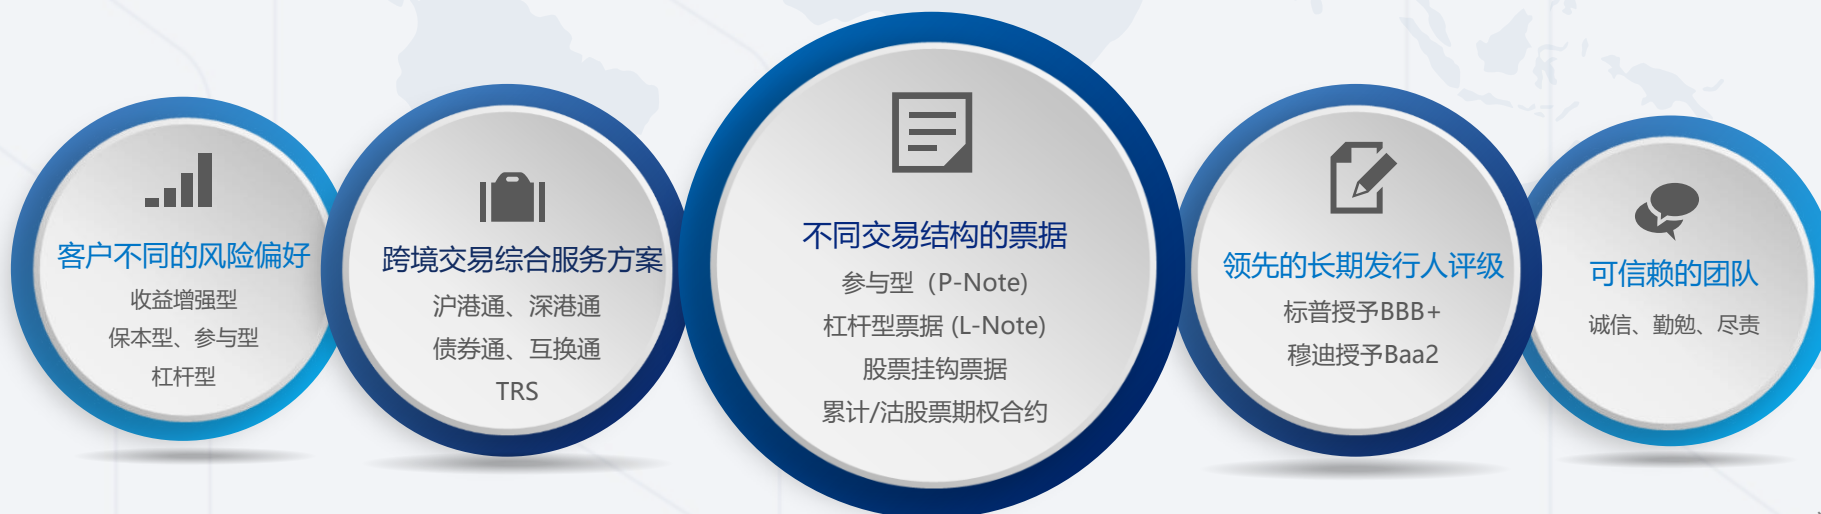 客户不同的风险偏好
收益增强型
保本型、参与型
杠杆型
跨境交易综合服务方案
沪港通、深港通
债券通、互换通
TRS
不同交易结构的票据
参与型（P-Note)
杠杆型票据 (L-Note)
股票挂钩票据
累计/沽股票期权合约
领先的长期发行人评级
标普授予BBB+
穆迪授予Baa2
可信赖的团队
诚信、勤勉、尽责